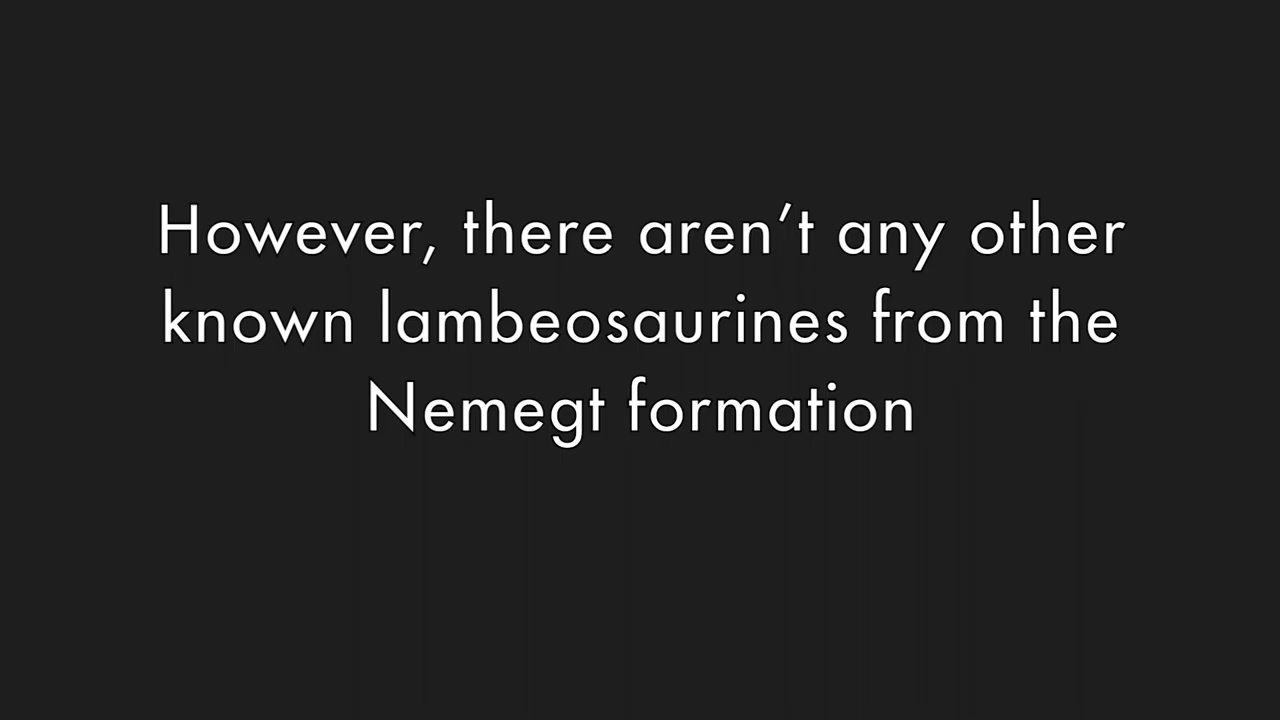 However, there aren’t any other
known lambeosaurines from the
Nemegt formation